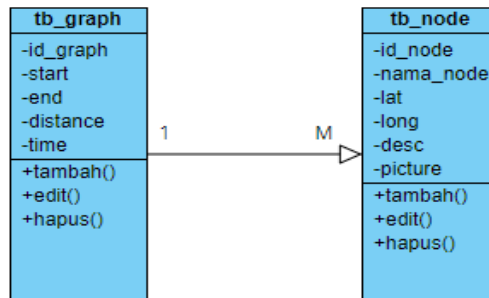 tb_graph
-id_graph
-start
-end
-distance
-time
+tambah()
+edit()
+hapus()
1
M
tb_node
-id_node
-nama_node
-lat
-long
-desc
-picture
+tambah()
+edit()
+hapus()